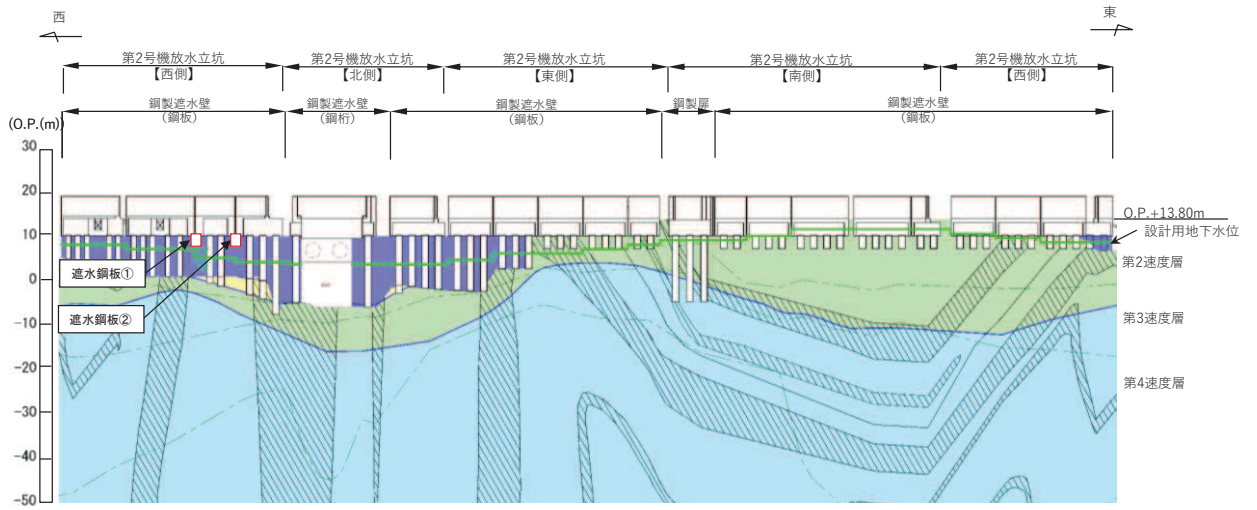 西
東
第2号機放水立坑
【西側】
第2号機放水立坑
【北側】
第2号機放水立坑
【東側】
第2号機放水立坑
【南側】
第2号機放水立坑
【西側】
鋼製遮水壁
（鋼板）
鋼製遮水壁
（鋼桁）
鋼製遮水壁
（鋼板）
鋼製扉
鋼製遮水壁
（鋼板）
(O.P.(m))
30
20
10
0
-10
-20
-30
-40
-50
O.P.+13.80m
設計用地下水位
遮水鋼板①
遮水鋼板②
第2速度層
第3速度層
第4速度層